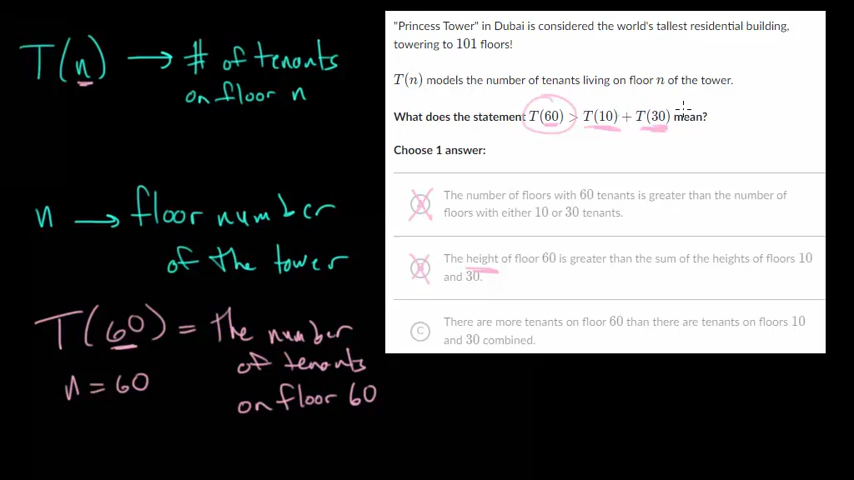 T(n) → # of tenants
on floor n
n → floor number
of the tower
T(60) = the number
of tenants
n = 60
on floor 60
"Princess Tower" in Dubai is considered the world's tallest residential building,
towering to 101 floors!
T(n) models the number of tenants living on floor n of the tower.
What does the statement T(60) > T(10) + T(30) mean?
Choose 1 answer:
A
The number of floors with 60 tenants is greater than the number of
floors with either 10 or 30 tenants.
B
The height of floor 60 is greater than the sum of the heights of floors 10
and 30.
C
There are more tenants on floor 60 than there are tenants on floors 10
and 30 combined.